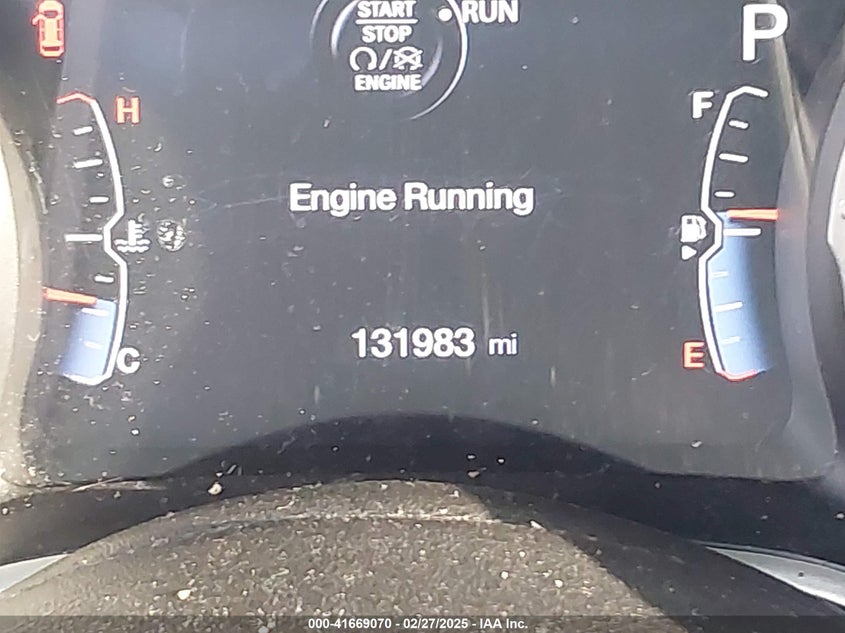 START
RUN
STOP
ENGINE
P
H
F
Engine Running
131983 mi
C
E
000-41669070 - 02/27/2025 - IAA Inc.